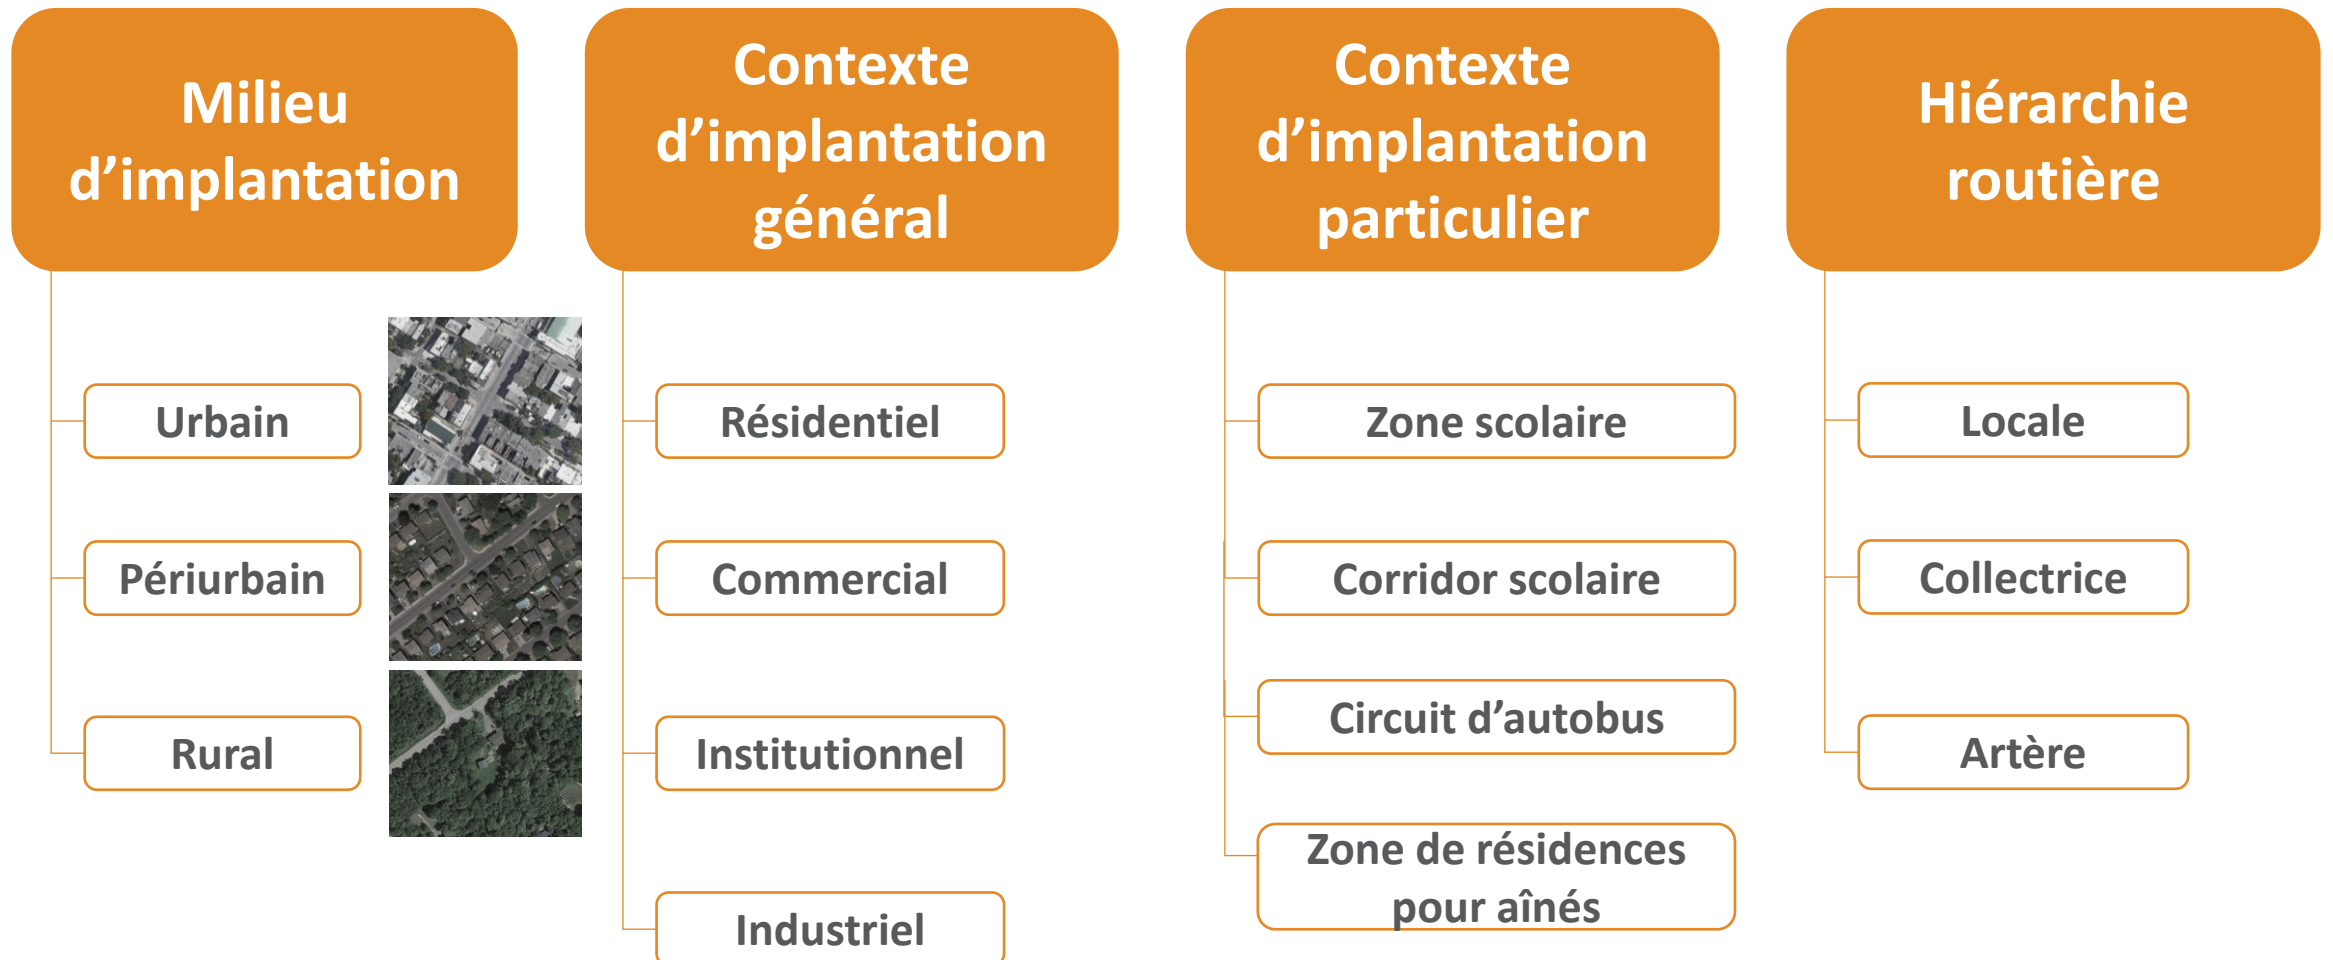 Milieu
d’implantation
Urbain
Périurbain
Rural
Contexte
d’implantation
général
Résidentiel
Commercial
Institutionnel
Industriel
Contexte
d’implantation
particulier
Zone scolaire
Corridor scolaire
Circuit d’autobus
Zone de résidences
pour aînés
Hiérarchie
routière
Locale
Collectrice
Artère